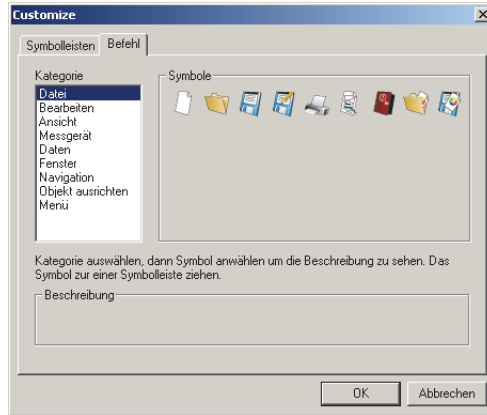 Customize
Symbolleisten
Befehl
Kategorie
Symbole
Datei
Bearbeiten
Ansicht
Messgerät
Daten
Fenster
Navigation
Objekt ausrichten
Menü
Kategorie auswählen, dann Symbol anwählen um die Beschreibung zu sehen. Das
Symbol zur einer Symbolleiste ziehen.
Beschreibung
OK
Abbrechen